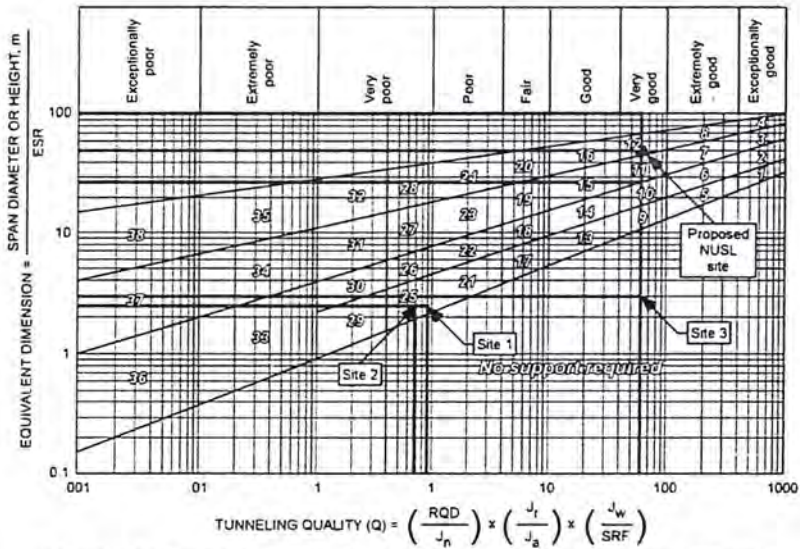 Exceptionally poor
Extremely poor
Very poor
Poor
Fair
Good
Very good
Extremely good
Exceptionally good
EQUIVALENT DIMENSION = SPAN DIAMETER OR HEIGHT, m
ESR
100
10
1
0.1
4
8
3
12
7
16
20
2
24
11
6
1
28
15
32
19
10
5
35
23
14
9
38
27
18
13
31
22
17
34
26
21
30
37
25
29
33
36
Proposed
NUSL
site
Site 1
Site 2
Site 3
No support required
001
01
1
1
10
100
1000
TUNNELING QUALITY (Q) = (RQD / Jn) x (Jr / Ja) x (Jw / SRF)